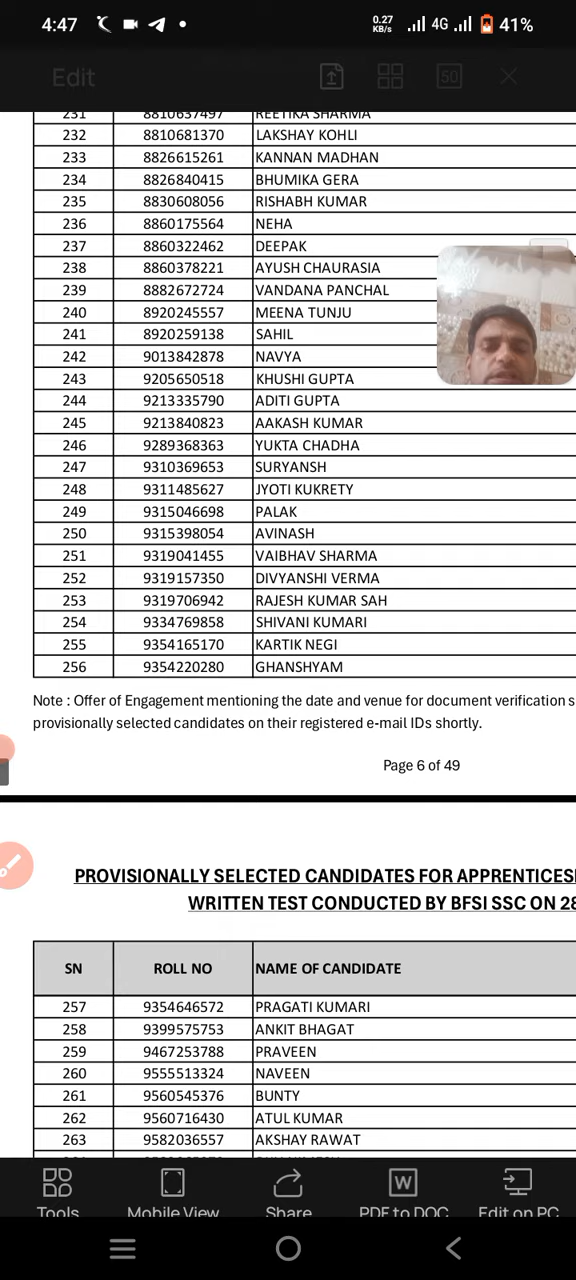 4:47 0.27 KB/s 4G 41%
Edit 50
231 8810637497 REETIKA SHARMA
232 8810681370 LAKSHAY KOHLI
233 8826615261 KANNAN MADHAN
234 8826840415 BHUMIKA GERA
235 8830608056 RISHABH KUMAR
236 8860175564 NEHA
237 8860322462 DEEPAK
238 8860378221 AYUSH CHAURASIA
239 8882672724 VANDANA PANCHAL
240 8920245557 MEENA TUNJU
241 8920259138 SAHIL
242 9013842878 NAVYA
243 9205650518 KHUSHI GUPTA
244 9213335790 ADITI GUPTA
245 9213840823 AAKASH KUMAR
246 9289368363 YUKTA CHADHA
247 9310369653 SURYANSH
248 9311485627 JYOTI KUKRETY
249 9315046698 PALAK
250 9315398054 AVINASH
251 9319041455 VAIBHAV SHARMA
252 9319157350 DIVYANSHI VERMA
253 9319706942 RAJESH KUMAR SAH
254 9334769858 SHIVANI KUMARI
255 9354165170 KARTIK NEGI
256 9354220280 GHANSHYAM
Note : Offer of Engagement mentioning the date and venue for document verification s
provisionally selected candidates on their registered e-mail IDs shortly.
Page 6 of 49
PROVISIONALLY SELECTED CANDIDATES FOR APPRENTICES
WRITTEN TEST CONDUCTED BY BFSI SSC ON 28
SN ROLL NO NAME OF CANDIDATE
257 9354646572 PRAGATI KUMARI
258 9399575753 ANKIT BHAGAT
259 9467253788 PRAVEEN
260 9555513324 NAVEEN
261 9560545376 BUNTY
262 9560716430 ATUL KUMAR
263 9582036557 AKSHAY RAWAT
Tools Mobile View Share PDF to DOC Edit on PC